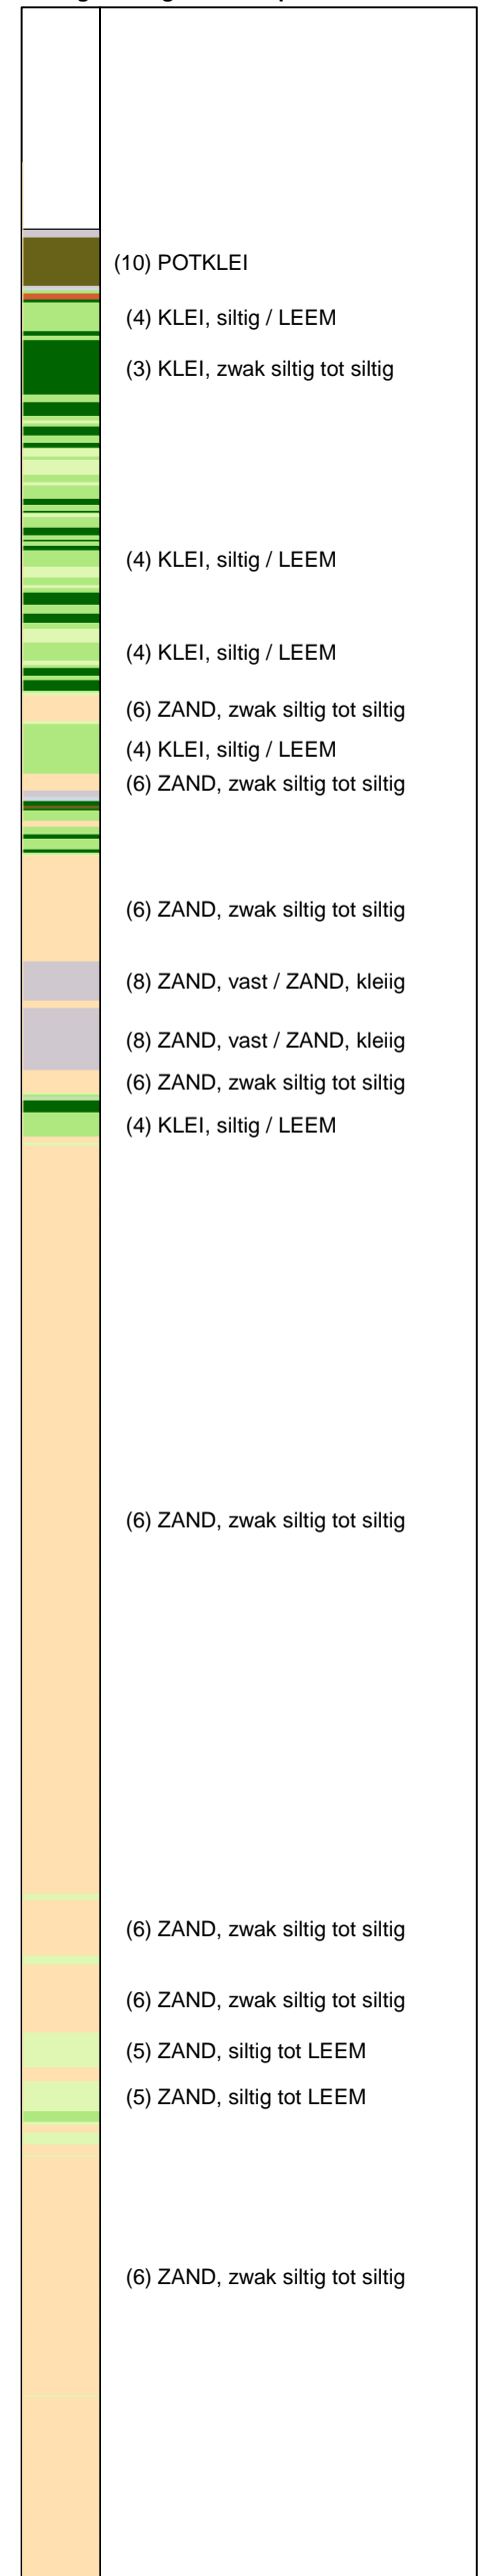 (10) POTKLEI
(4) KLEI, siltig / LEEM
(3) KLEI, zwak siltig tot siltig
(4) KLEI, siltig / LEEM
(4) KLEI, siltig / LEEM
(6) ZAND, zwak siltig tot siltig
(4) KLEI, siltig / LEEM
(6) ZAND, zwak siltig tot siltig
(6) ZAND, zwak siltig tot siltig
(8) ZAND, vast / ZAND, kleiig
(8) ZAND, vast / ZAND, kleiig
(6) ZAND, zwak siltig tot siltig
(4) KLEI, siltig / LEEM
(6) ZAND, zwak siltig tot siltig
(6) ZAND, zwak siltig tot siltig
(6) ZAND, zwak siltig tot siltig
(5) ZAND, siltig tot LEEM
(5) ZAND, siltig tot LEEM
(6) ZAND, zwak siltig tot siltig